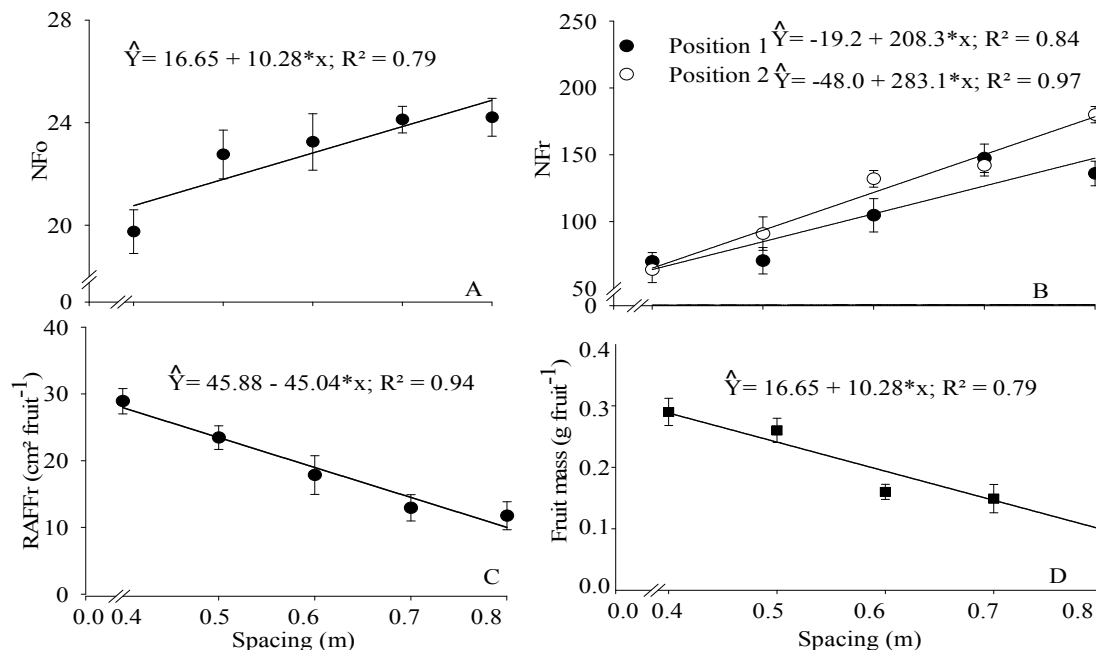 28
24
20
0
NFo
Ŷ= 16.65 + 10.28*x; R² = 0.79
A
250
200
150
100
50
0
NFr
Position 1 Ŷ= -19.2 + 208.3*x; R² = 0.84
Position 2 Ŷ= -48.0 + 283.1*x; R² = 0.97
B
40
30
20
10
0
RAFFr (cm² fruit⁻¹)
Ŷ= 45.88 - 45.04*x; R² = 0.94
C
0.0 0.4 0.5 0.6 0.7 0.8
Spacing (m)
0.4
0.3
0.2
0.1
0.0
Fruit mass (g fruit⁻¹)
Ŷ= 16.65 + 10.28*x; R² = 0.79
D
0.0 0.4 0.5 0.6 0.7 0.8
Spacing (m)